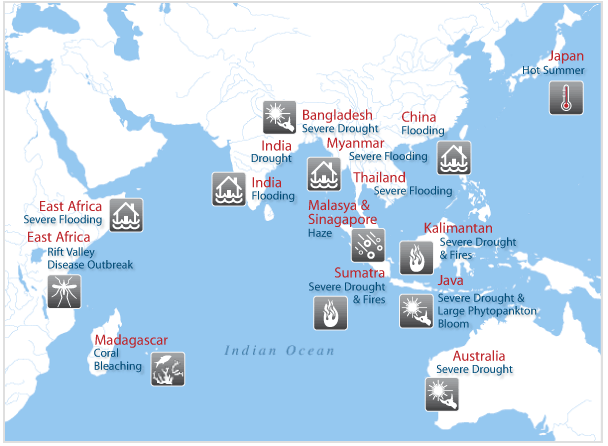 Japan
Hot Summer
Bangladesh
Severe Drought
China
Flooding
India
Drought
Myanmar
Severe Flooding
Thailand
Severe Flooding
India
Flooding
East Africa
Severe Flooding
East Africa
Rift Valley
Disease Outbreak
Malasya &
Sinagapore
Haze
Kalimantan
Severe Drought
& Fires
Sumatra
Severe Drought
& Fires
Java
Severe Drought &
Large Phytopankton
Bloom
Madagascar
Coral
Bleaching
Indian Ocean
Australia
Severe Drought